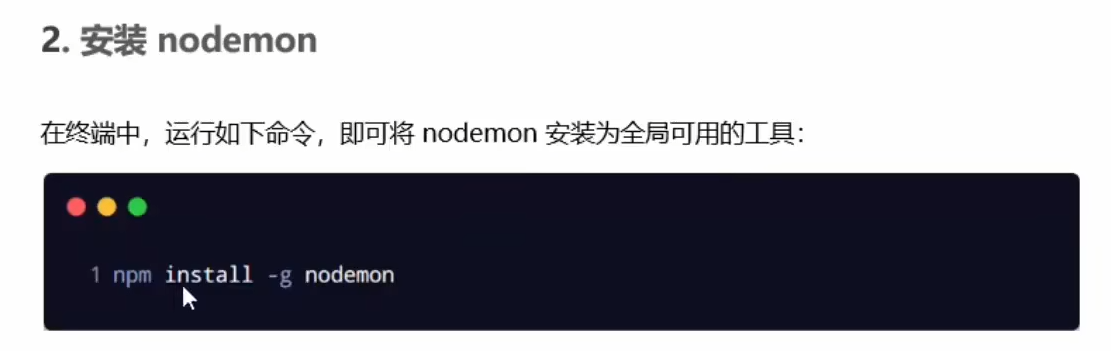 2. 安装 nodemon
在终端中，运行如下命令，即可将 nodemon 安装为全局可用的工具：
1 npm install -g nodemon